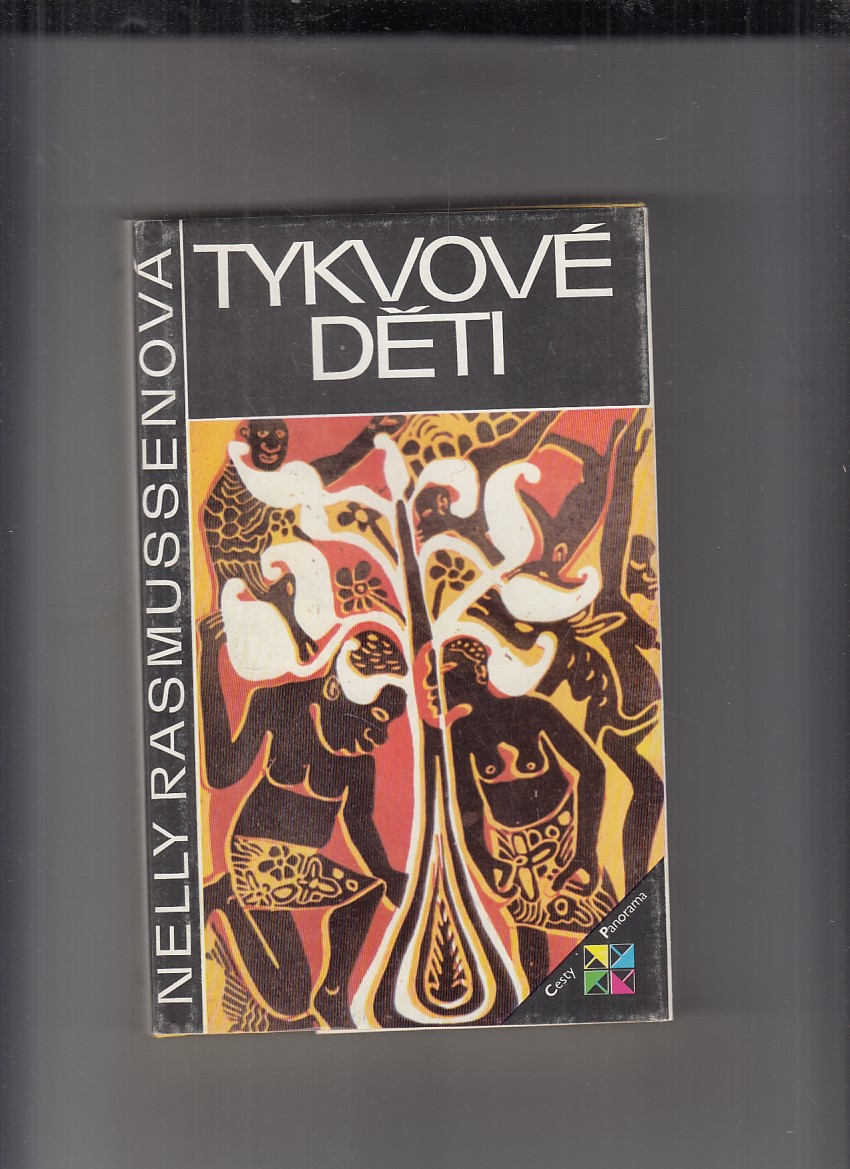 TYKVOVÉ
DĚTI
NELLY RASMUSSENOVÁ
Cesty
Panorama